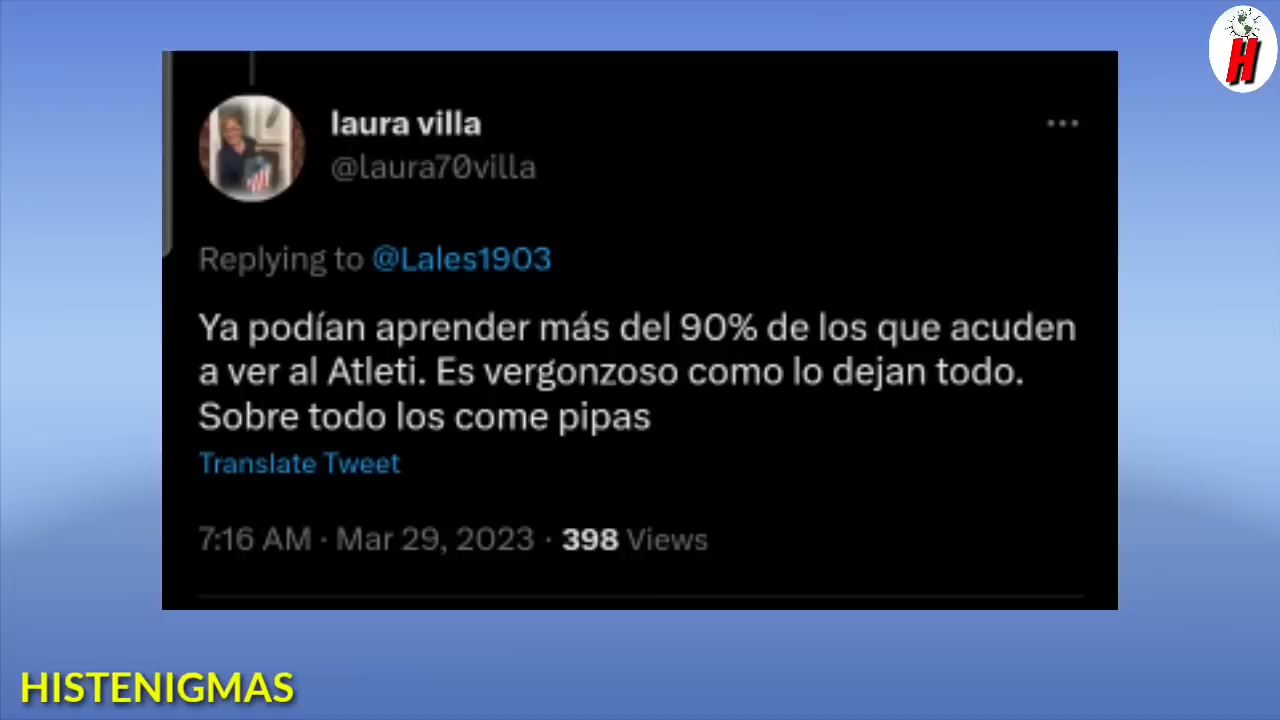 H
laura villa
@laura70villa
Replying to @Lales1903
Ya podían aprender más del 90% de los que acuden
a ver al Atleti. Es vergonzoso como lo dejan todo.
Sobre todo los come pipas
Translate Tweet
7:16 AM · Mar 29, 2023 · 398 Views
HISTENIGMAS